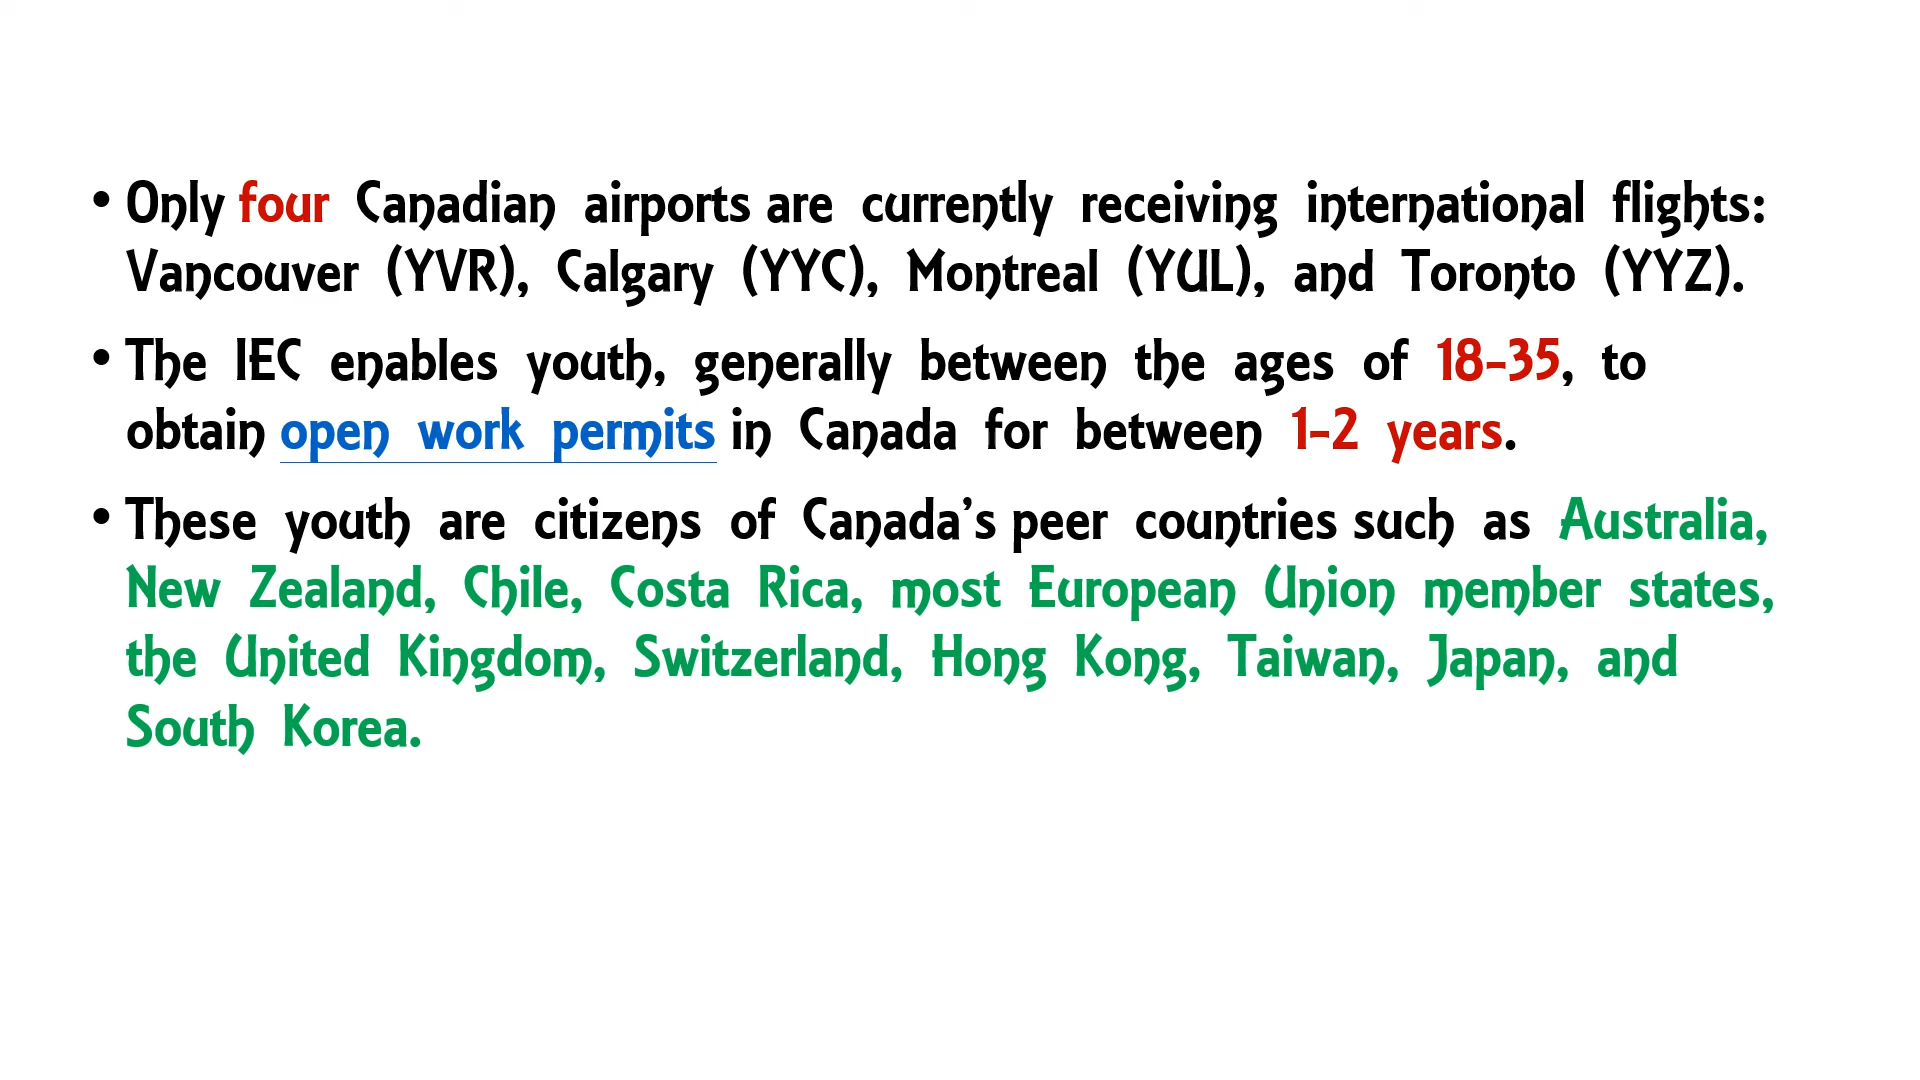 • Only four Canadian airports are currently receiving international flights:
Vancouver (YVR), Calgary (YYC), Montreal (YUL), and Toronto (YYZ).
• The IEC enables youth, generally between the ages of 18-35, to
obtain open work permits in Canada for between 1-2 years.
• These youth are citizens of Canada’s peer countries such as Australia,
New Zealand, Chile, Costa Rica, most European Union member states,
the United Kingdom, Switzerland, Hong Kong, Taiwan, Japan, and
South Korea.